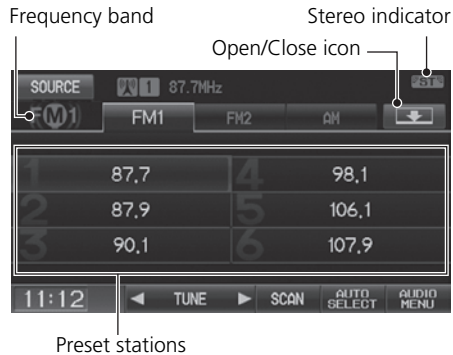 Frequency band
Stereo indicator
Open/Close icon
SOURCE 1 87.7MHz ST
M1 FM1 FM2 AM
1 87.7 4 98.1
2 87.9 5 106.1
3 90.1 6 107.9
11:12 ◄ TUNE ► SCAN AUTO SELECT AUDIO MENU
Preset stations